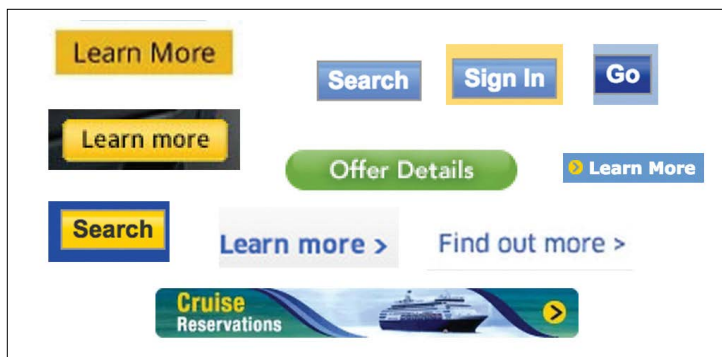 Learn More
Search
Sign In
Go
Learn more
Offer Details
Learn More
Search
Learn more >
Find out more >
Cruise
Reservations